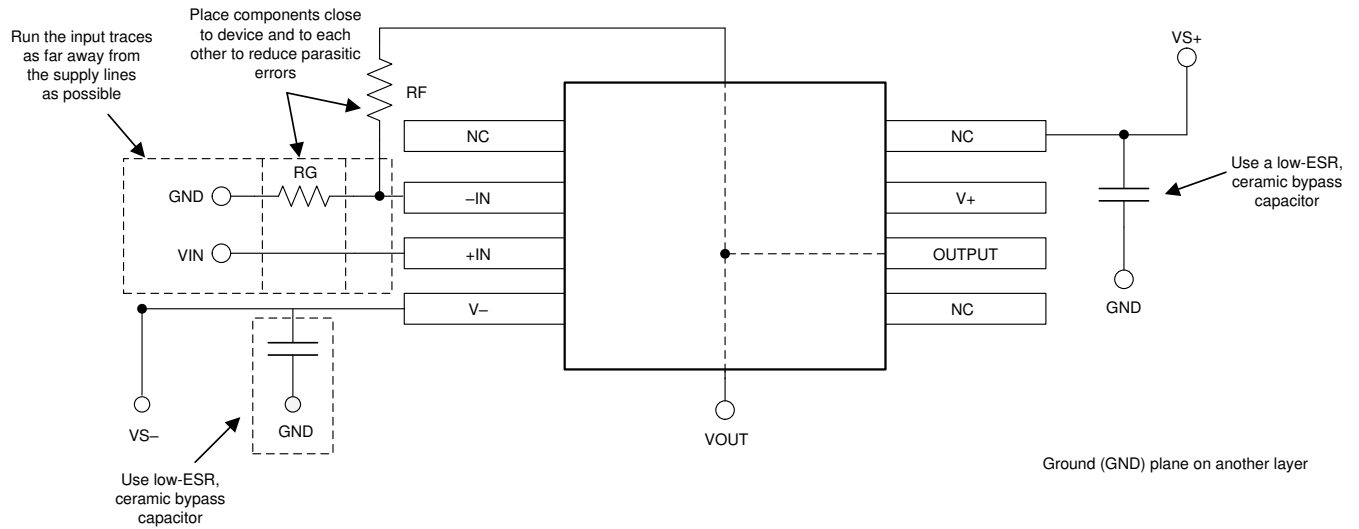 Place components close
to device and to each
other to reduce parasitic
errors
Run the input traces
as far away from
the supply lines
as possible
VS+
RF
NC
NC
Use a low-ESR,
ceramic bypass
capacitor
RG
GND
–IN
V+
VIN
+IN
OUTPUT
GND
V–
NC
VS–
GND
VOUT
Use low-ESR,
ceramic bypass
capacitor
Ground (GND) plane on another layer